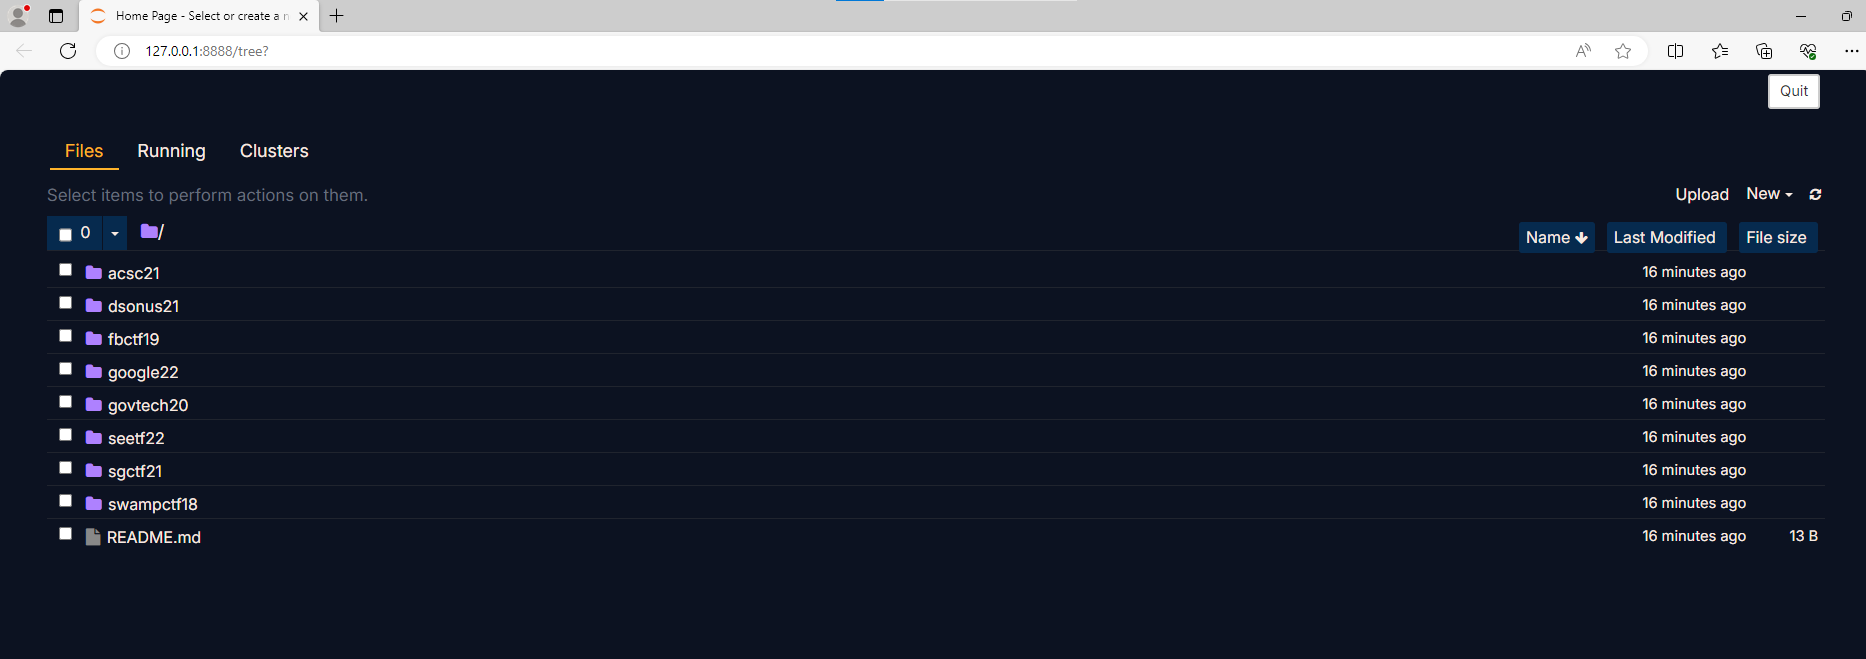 Home Page - Select or create a n
127.0.0.1:8888/tree?
Quit
Files Running Clusters
Select items to perform actions on them.
Upload New
0 /
Name Last Modified File size
acsc21 16 minutes ago
dsonus21 16 minutes ago
fbctf19 16 minutes ago
google22 16 minutes ago
govtech20 16 minutes ago
seetf22 16 minutes ago
sgctf21 16 minutes ago
swampctf18 16 minutes ago
README.md 16 minutes ago 13 B